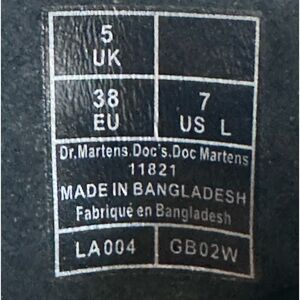 5
UK
38
EU
7
US L
Dr.Martens.Doc's.Doc Martens
11821
MADE IN BANGLADESH
Fabriqué en Bangladesh
LA004
GB02W